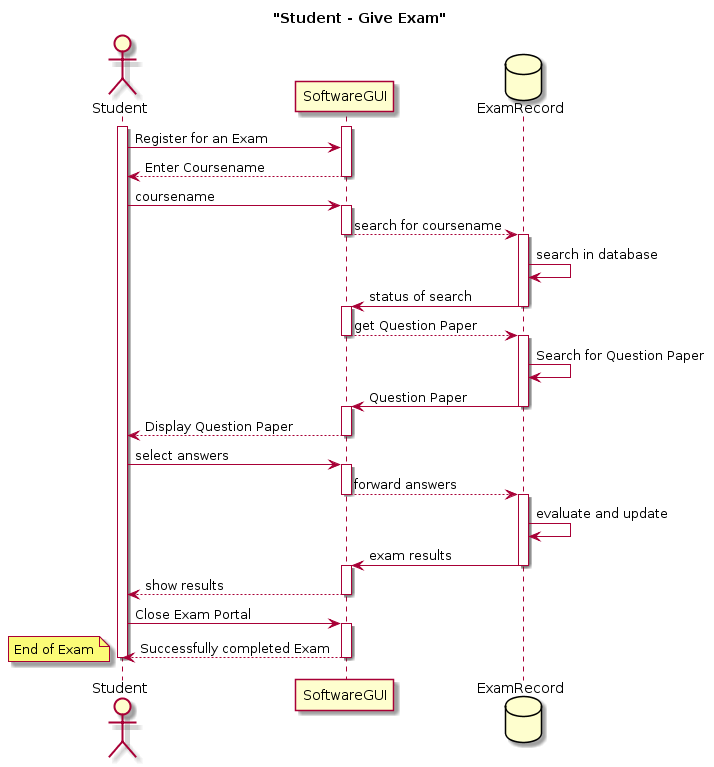 "Student - Give Exam"
Student
SoftwareGUI
ExamRecord
Register for an Exam
Enter Coursename
coursename
search for coursename
search in database
status of search
get Question Paper
Search for Question Paper
Question Paper
Display Question Paper
select answers
forward answers
evaluate and update
exam results
show results
Close Exam Portal
Successfully completed Exam
End of Exam
Student
SoftwareGUI
ExamRecord